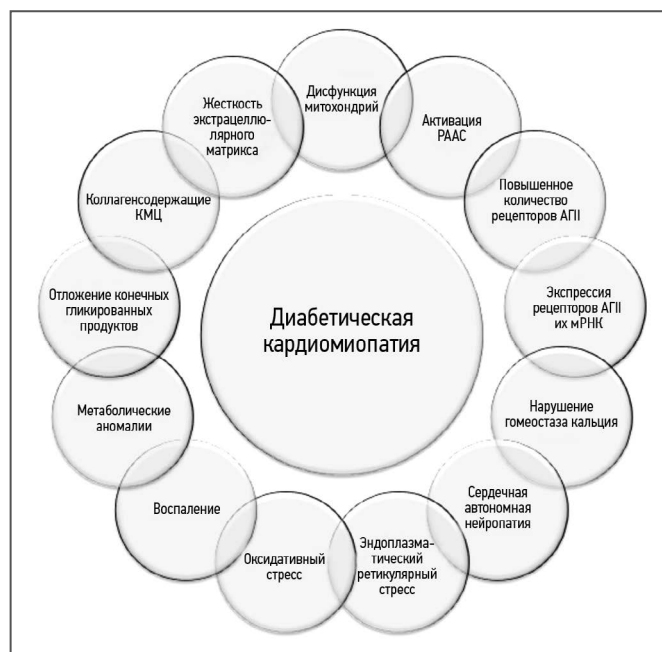 Дисфункция
митохондрий
Активация
РААС
Повышенное
количество
рецепторов АГII
Экспрессия
рецепторов АГII
их мРНК
Нарушение
гомеостаза кальция
Сердечная
автономная
нейропатия
Эндоплазма-
тический
ретикулярный
стресс
Оксидативный
стресс
Воспаление
Метаболические
аномалии
Отложение конечных
гликированных
продуктов
Коллагенсодержащие
КМЦ
Жесткость
экстрацеллю-
лярного
матрикса
Диабетическая
кардиомиопатия